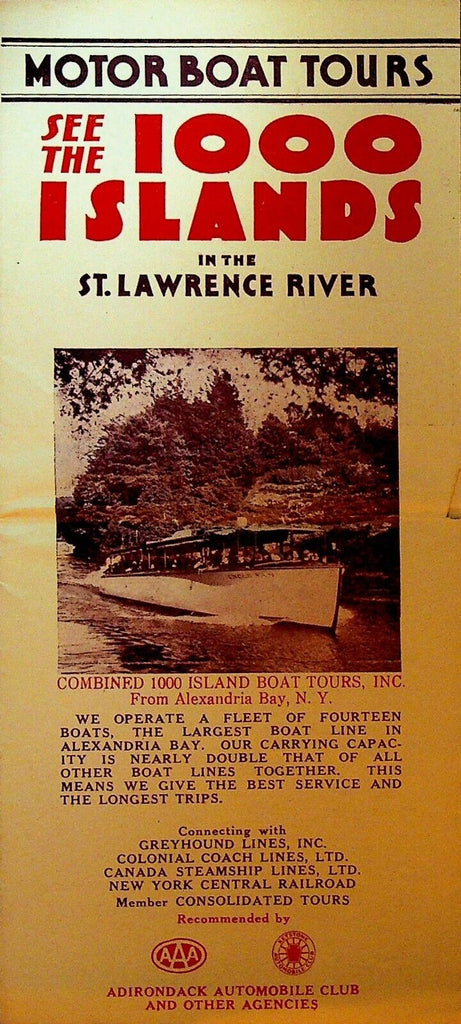 MOTOR BOAT TOURS
SEE THE 1000
ISLANDS
IN THE
ST. LAWRENCE RIVER
COMBINED 1000 ISLAND BOAT TOURS, INC.
From Alexandria Bay, N. Y.
WE OPERATE A FLEET OF FOURTEEN
BOATS, THE LARGEST BOAT LINE IN
ALEXANDRIA BAY. OUR CARRYING CAPAC-
ITY IS NEARLY DOUBLE THAT OF ALL
OTHER BOAT LINES TOGETHER. THIS
MEANS WE GIVE THE BEST SERVICE AND
THE LONGEST TRIPS.
Connecting with
GREYHOUND LINES, INC.
COLONIAL COACH LINES, LTD.
CANADA STEAMSHIP LINES, LTD.
NEW YORK CENTRAL RAILROAD
Member CONSOLIDATED TOURS
Recommended by
AAA
KEYSTONE
AUTOMOBILE CLUB
ADIRONDACK AUTOMOBILE CLUB
AND OTHER AGENCIES